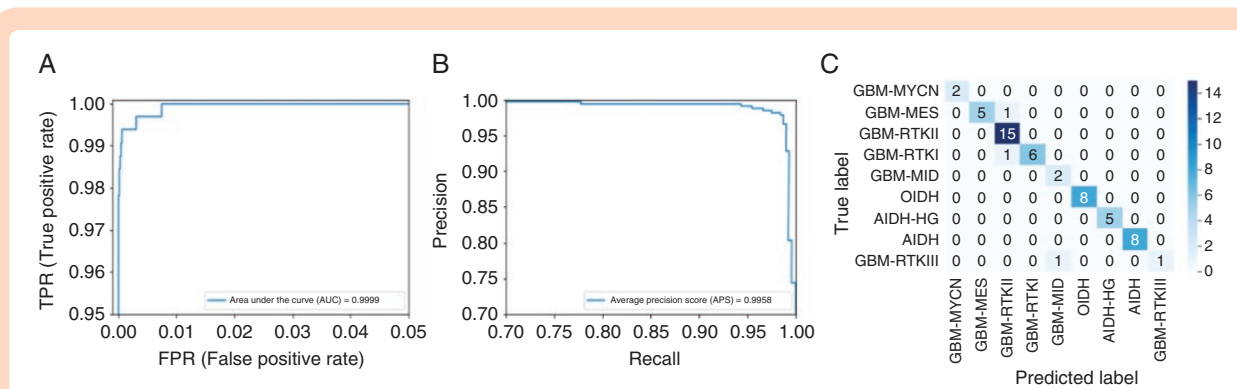 A
TPR (True positive rate)
1.00
0.99
0.98
0.97
0.96
0.95
Area under the curve (AUC) = 0.9999
0.00 0.01 0.02 0.03 0.04 0.05
FPR (False positive rate)
B
Precision
1.00
0.95
0.90
0.85
0.80
0.75
0.70
Average precision score (APS) = 0.9958
0.70 0.75 0.80 0.85 0.90 0.95 1.00
Recall
C
True label
GBM-MYCN 2 0 0 0 0 0 0 0 0
GBM-MES 0 5 1 0 0 0 0 0 0
GBM-RTKII 0 0 15 0 0 0 0 0 0
GBM-RTKI 0 0 1 6 0 0 0 0 0
GBM-MID 0 0 0 0 2 0 0 0 0
OIDH 0 0 0 0 0 8 0 0 0
AIDH-HG 0 0 0 0 0 0 5 0 0
AIDH 0 0 0 0 0 0 0 8 0
GBM-RTKIII 0 0 0 0 1 0 0 0 1
GBM-MYCN
GBM-MES
GBM-RTKII
GBM-RTKI
GBM-MID
OIDH
AIDH-HG
AIDH
GBM-RTKIII
Predicted label
14
12
10
8
6
4
2
0